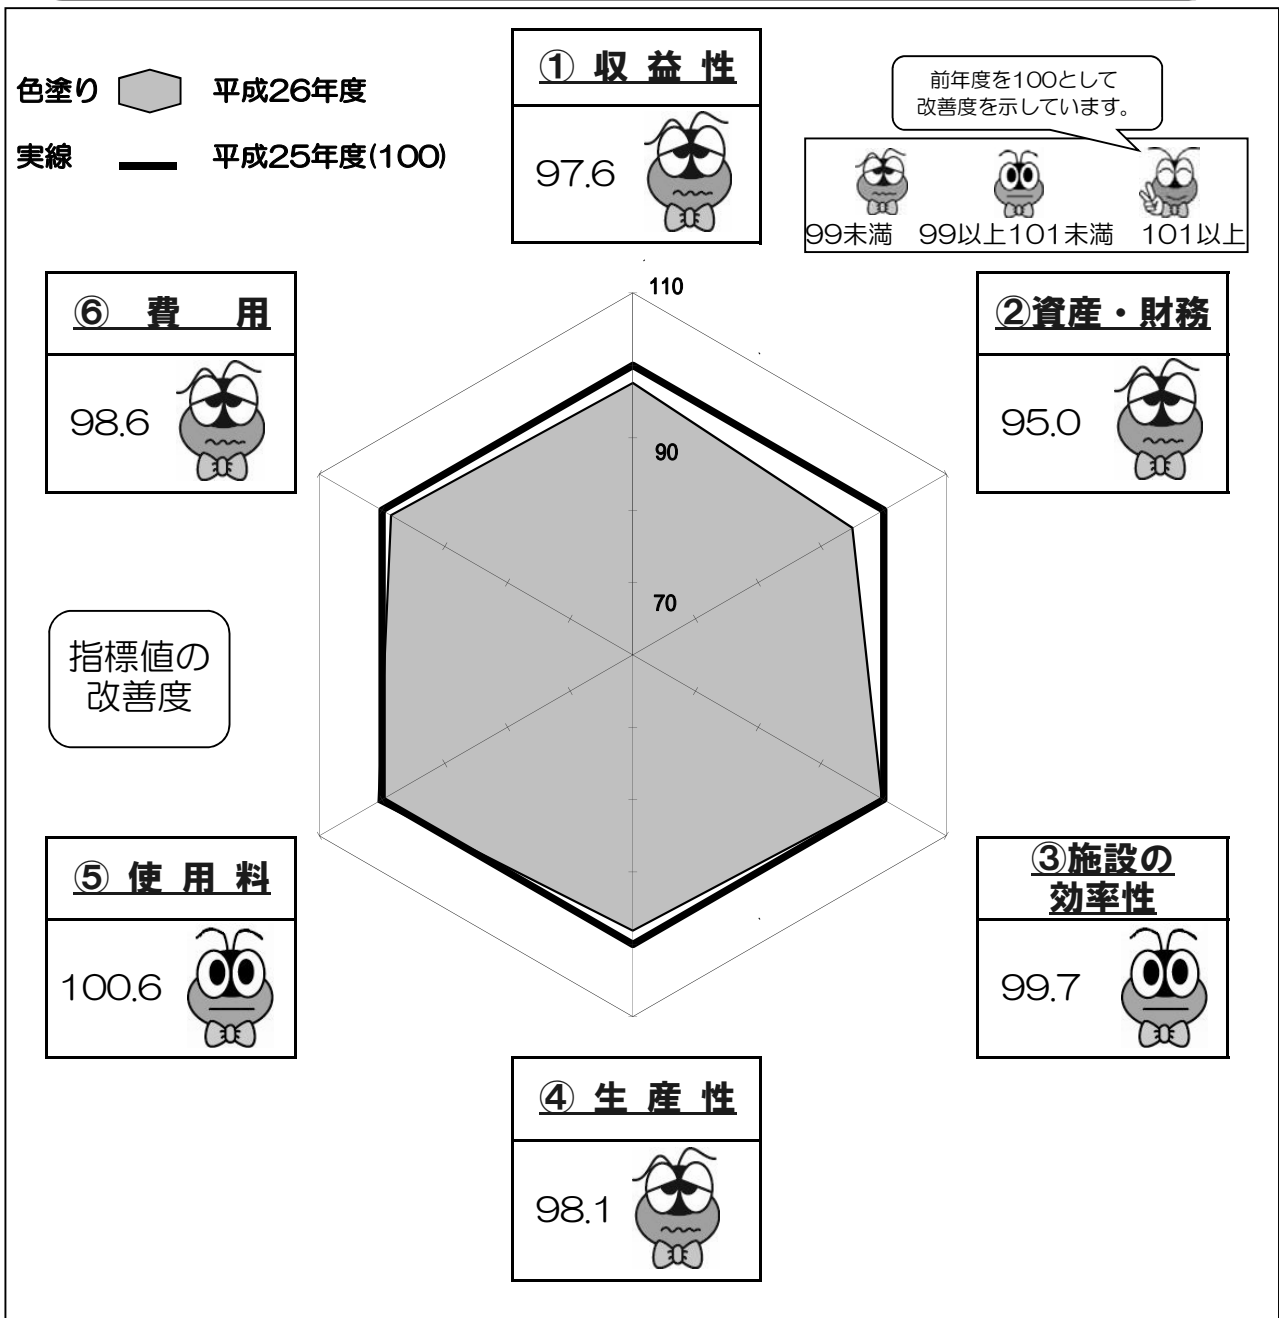 ① 収 益 性
97.6
色塗り 平成26年度
実線 平成25年度(100)
前年度を100として
改善度を示しています。
99未満 99以上101未満 101以上
⑥ 費 用
98.6
110
90
70
②資産・財務
95.0
指標値の
改善度
⑤ 使 用 料
100.6
③施設の
効率性
99.7
④ 生 産 性
98.1